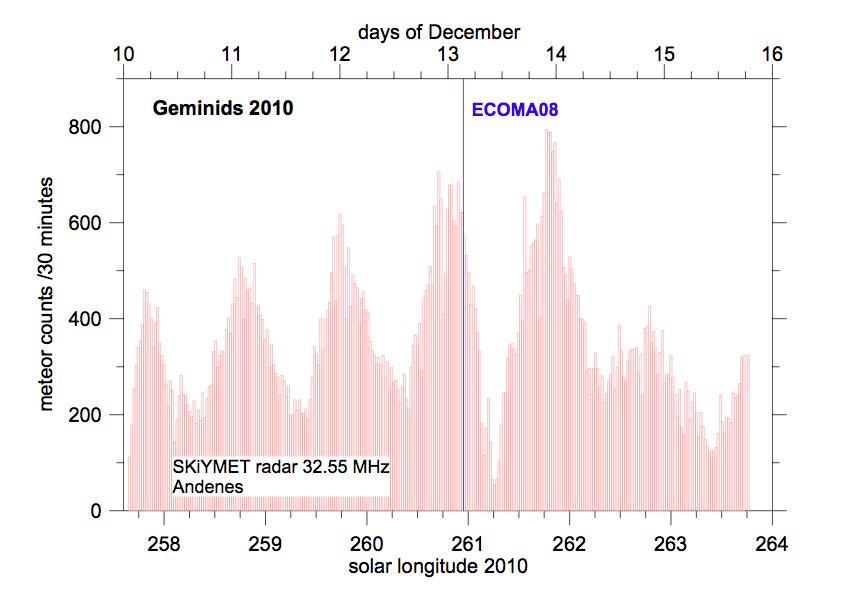 days of December
10 11 12 13 14 15 16
Geminids 2010
ECOMA08
800
600
400
200
0
meteor counts /30 minutes
SKiYMET radar 32.55 MHz
Andenes
258 259 260 261 262 263 264
solar longitude 2010